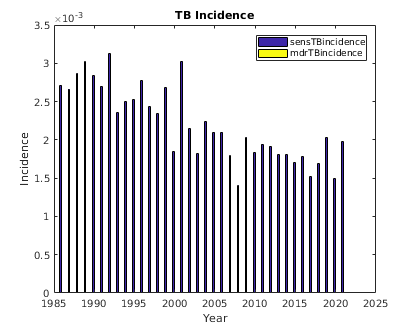 TB Incidence
×10⁻³
3.5
3
2.5
2
1.5
1
0.5
0
Incidence
sensTBincidence
mdrTBincidence
1985 1990 1995 2000 2005 2010 2015 2020 2025
Year